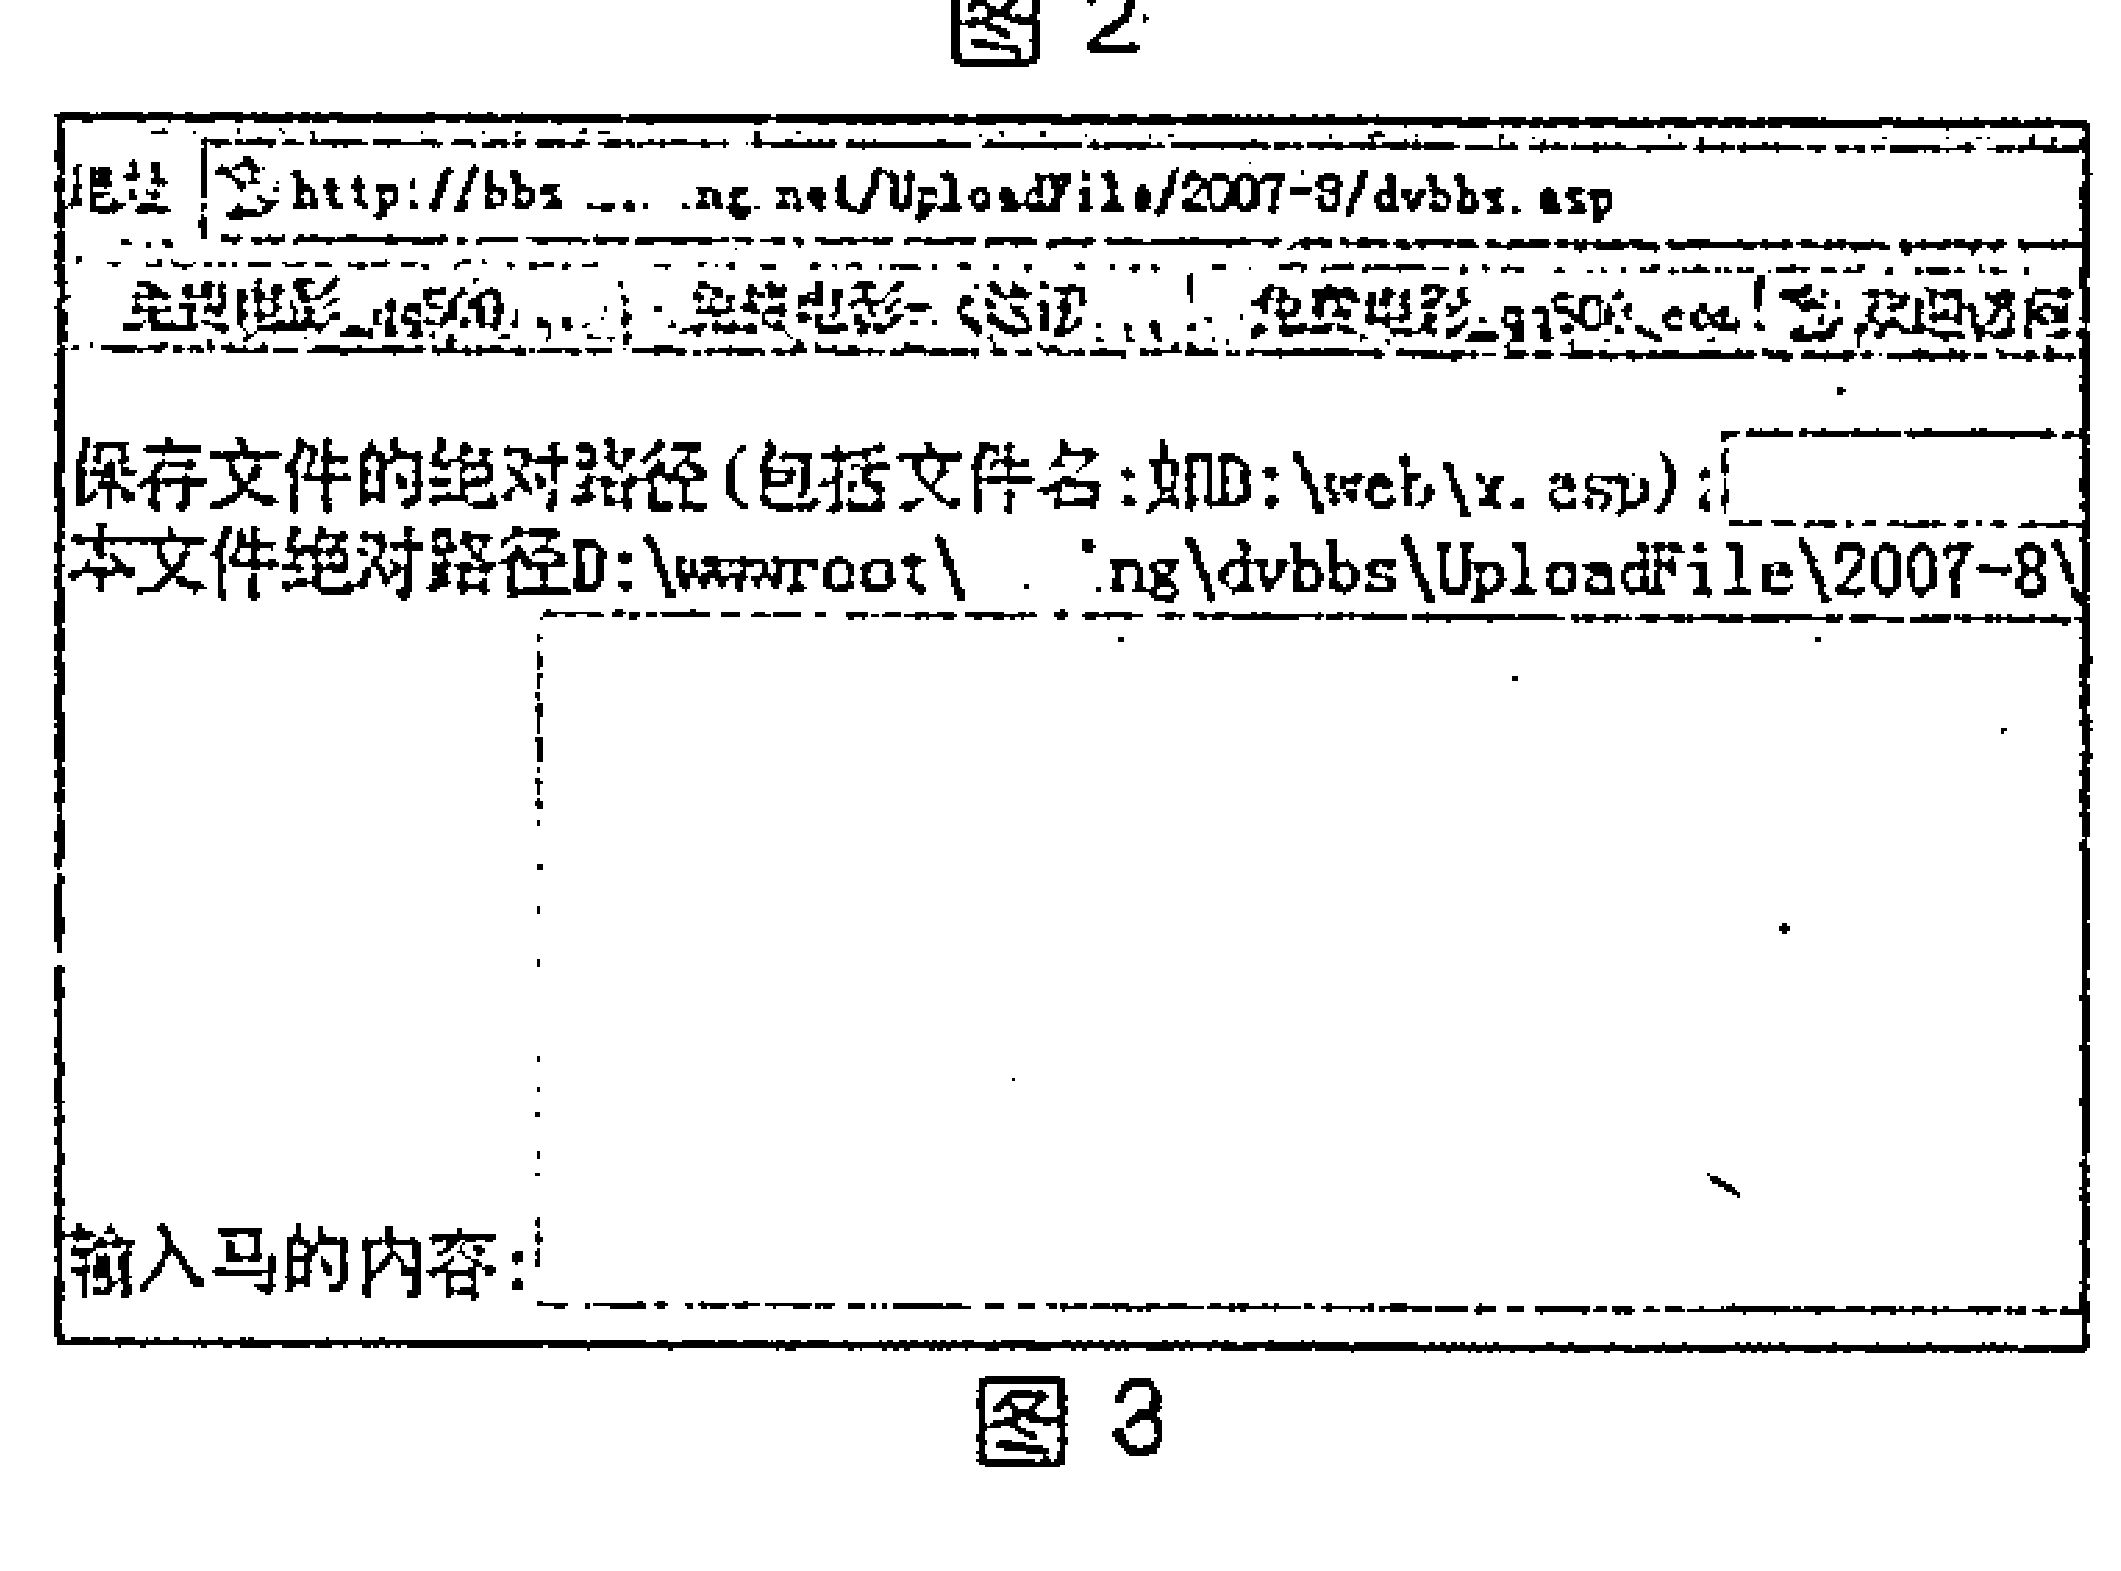 图 2
地址 http://bbs ng.net/UploadFile/2007-8/dvbbs.asp
保存文件的绝对路径(包括文件名:如D:\web\x.asp):
本文件绝对路径D:\wwwroot\ ng\dvbbs\UploadFile\2007-8\
输入马的内容:
图 3